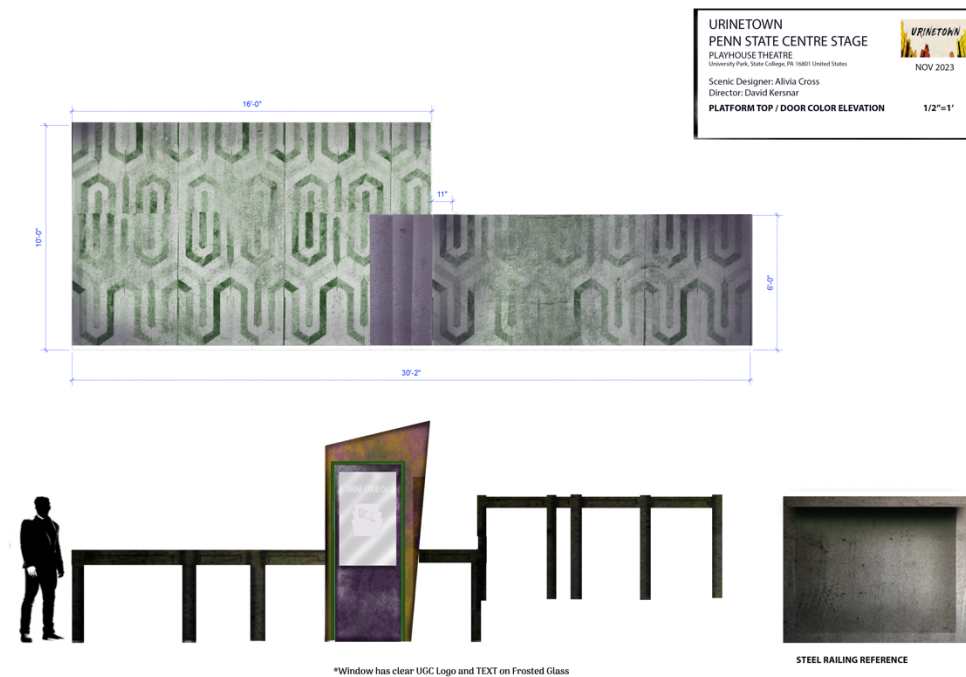 URINETOWN
PENN STATE CENTRE STAGE
PLAYHOUSE THEATRE
University Park, State College, PA 16801 United States
Scenic Designer: Alivia Cross
Director: David Kersnar
PLATFORM TOP / DOOR COLOR ELEVATION
1/2"=1'
URINETOWN
NOV 2023
16'-0"
11"
10'-0"
6'-0"
30'-2"
UGC
STEEL RAILING REFERENCE
*Window has clear UGC Logo and TEXT on Frosted Glass